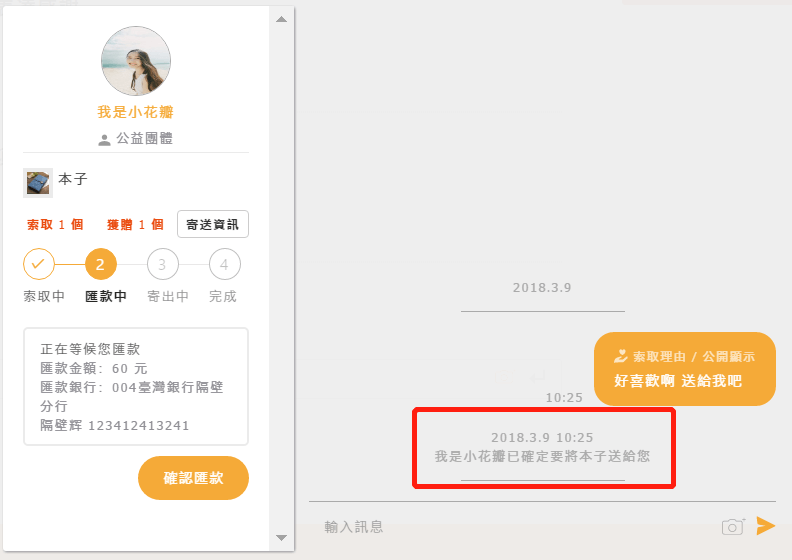 我是小花瓣
公益團體
本子
索取 1 個 獲贈 1 個 寄送資訊
2 3 4
索取中 匯款中 寄出中 完成
正在等候您匯款
匯款金額: 60 元
匯款銀行: 004臺灣銀行隔壁
分行
隔壁辉 123412413241
確認匯款
2018.3.9
索取理由 / 公開顯示
好喜歡啊 送給我吧
10:25
2018.3.9 10:25
我是小花瓣已確定要將本子送給您
輸入訊息